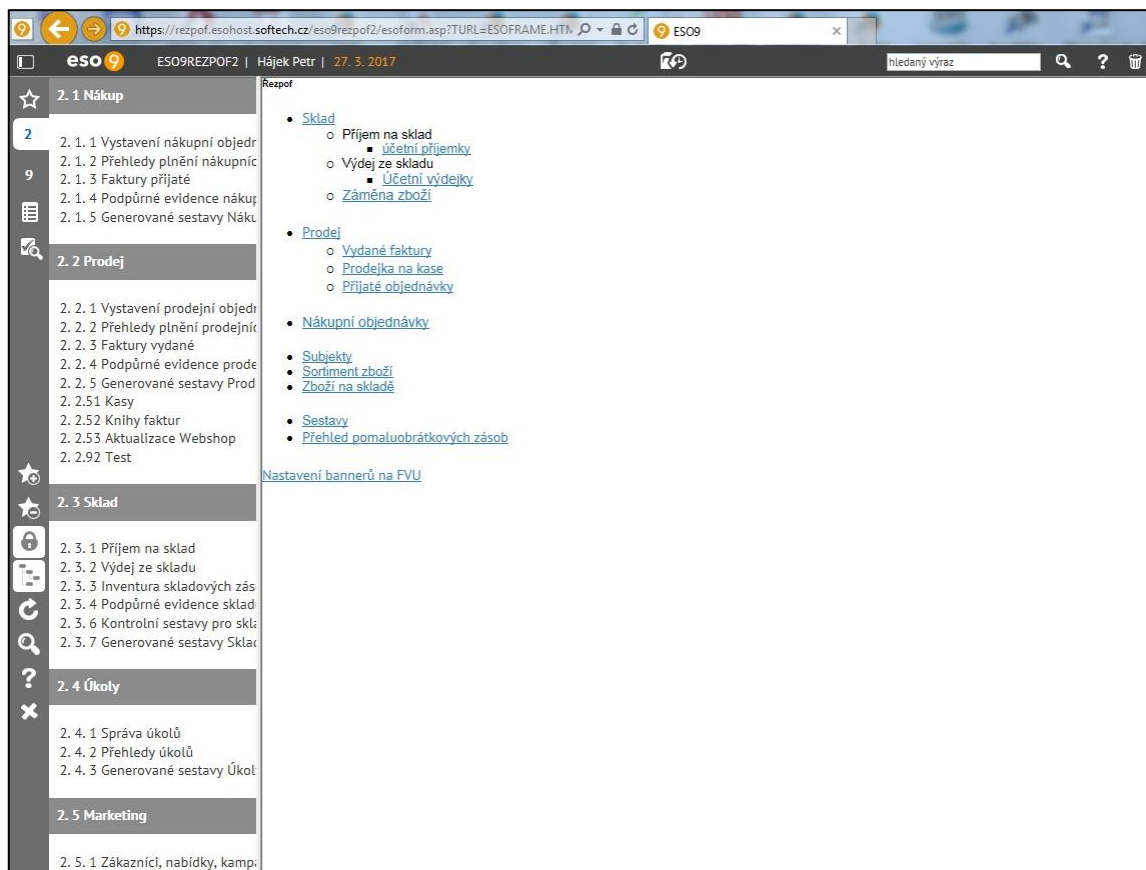 https://rezpof.esohost.softech.cz/eso9rezpof2/esoform.asp?TURL=ESOFRAME.HTN
ESO9
eso9 ESO9REZPOF2 | Hájek Petr | 27. 3. 2017 hledaný výraz ?
2
9
?
2. 1 Nákup
2. 1. 1 Vystavení nákupní objedn
2. 1. 2 Přehledy plnění nákupníc
2. 1. 3 Faktury přijaté
2. 1. 4 Podpůrné evidence nákup
2. 1. 5 Generované sestavy Náku
2. 2 Prodej
2. 2. 1 Vystavení prodejní objedn
2. 2. 2 Přehledy plnění prodejníc
2. 2. 3 Faktury vydané
2. 2. 4 Podpůrné evidence prode
2. 2. 5 Generované sestavy Prod
2. 2.51 Kasy
2. 2.52 Knihy faktur
2. 2.53 Aktualizace Webshop
2. 2.92 Test
2. 3 Sklad
2. 3. 1 Příjem na sklad
2. 3. 2 Výdej ze skladu
2. 3. 3 Inventura skladových zás
2. 3. 4 Podpůrné evidence skladu
2. 3. 6 Kontrolní sestavy pro skla
2. 3. 7 Generované sestavy Sklad
2. 4 Úkoly
2. 4. 1 Správa úkolů
2. 4. 2 Přehledy úkolů
2. 4. 3 Generované sestavy Úkol
2. 5 Marketing
2. 5. 1 Zákazníci, nabídky, kampa
Řezpof
Sklad
Příjem na sklad
účetní příjemky
Výdej ze skladu
Účetní výdejky
Záměna zboží
Prodej
Vydané faktury
Prodejka na kase
Přijaté objednávky
Nákupní objednávky
Subjekty
Sortiment zboží
Zboží na skladě
Sestavy
Přehled pomaluobrátkových zásob
Nastavení bannerů na FVU